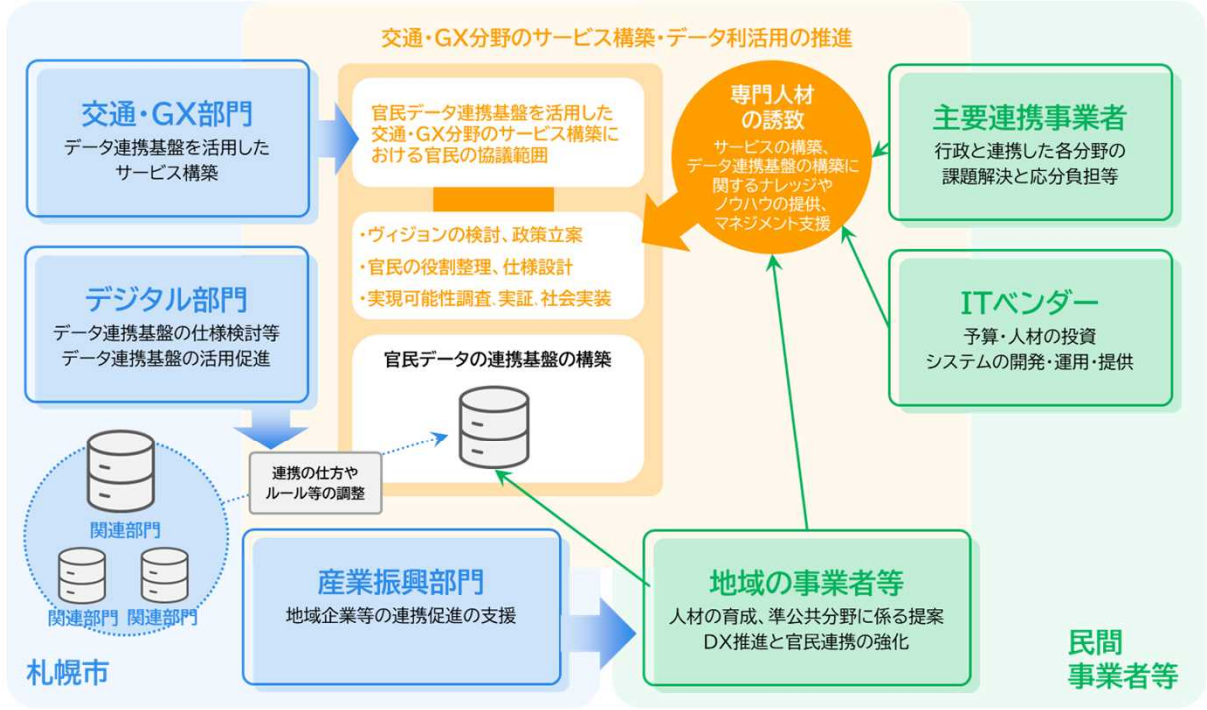 交通・GX分野のサービス構築・データ利活用の推進
交通・GX部門
データ連携基盤を活用した
サービス構築
官民データ連携基盤を活用した
交通・GX分野のサービス構築に
おける官民の協議範囲
専門人材
の誘致
サービスの構築、
データ連携基盤の構築に
関するナレッジや
ノウハウの提供、
マネジメント支援
主要連携事業者
行政と連携した各分野の
課題解決と応分負担等
・ヴィジョンの検討、政策立案
・官民の役割整理、仕様設計
・実現可能性調査、実証、社会実装
デジタル部門
データ連携基盤の仕様検討等
データ連携基盤の活用促進
ITベンダー
予算・人材の投資
システムの開発・運用・提供
官民データの連携基盤の構築
連携の仕方や
ルール等の調整
関連部門
関連部門
関連部門
産業振興部門
地域企業等の連携促進の支援
地域の事業者等
人材の育成、準公共分野に係る提案
DX推進と官民連携の強化
札幌市
民間
事業者等